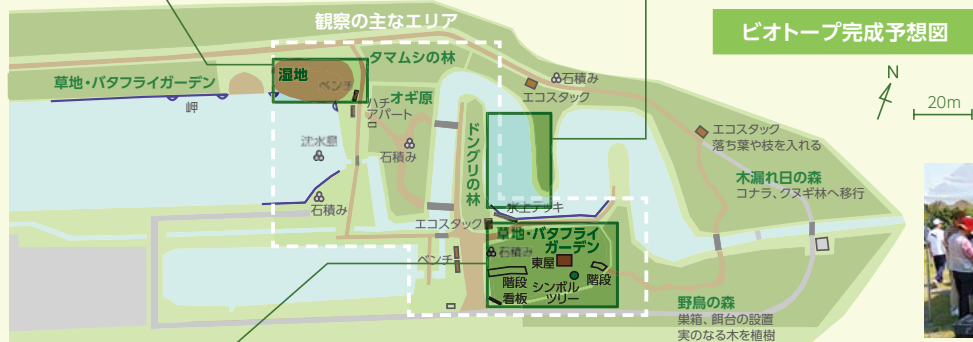 観察の主なエリア
ビオトープ完成予想図
N
20m
草地・バタフライガーデン
湿地
タマムシの林
ベンチ
岬
ハチ
アパート
オギ原
石積み
エコスタック
沈水島
石積み
石積み
ドングリの林
エコスタック
落ち葉や枝を入れる
木漏れ日の森
コナラ、クヌギ林へ移行
水上デッキ
エコスタック
草地・バタフライ
ガーデン
石積み
ベンチ
東屋
階段
階段
看板
シンボル
ツリー
野鳥の森
巣箱、餌台の設置
実のなる木を植樹